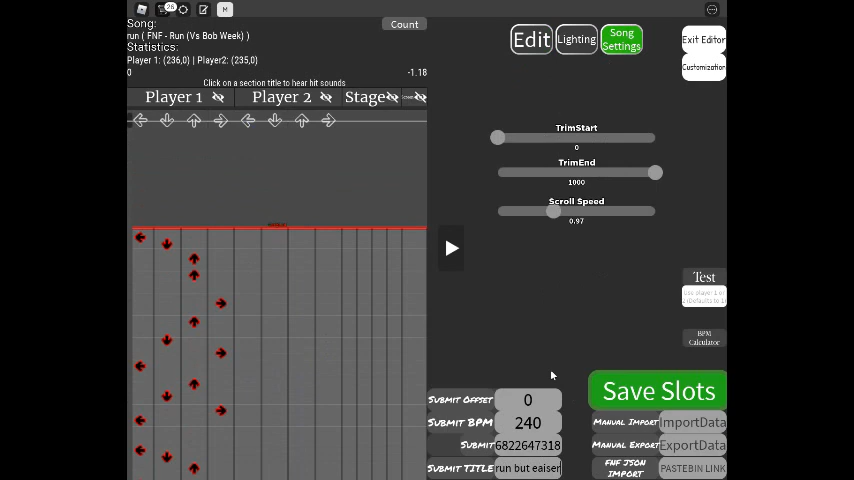 26
M
Song:
Count
run ( FNF - Run (Vs Bob Week) )
Statistics:
Player 1: (236,0) | Player2: (235,0)
0
-1.18
Click on a section title to hear hit sounds
Player 1
Player 2
Stage
Edit
Lighting
Song Settings
Exit Editor
Customization
TrimStart
0
TrimEnd
1000
Scroll Speed
0.97
Test
BPM
Calculator
Save Slots
Submit Offset
0
Submit BPM
240
Manual Import
ImportData
Submit
6822647318
Manual Export
ExportData
Submit TITLE
run but eaiser
FNF JSON
IMPORT
PASTEBIN LINK